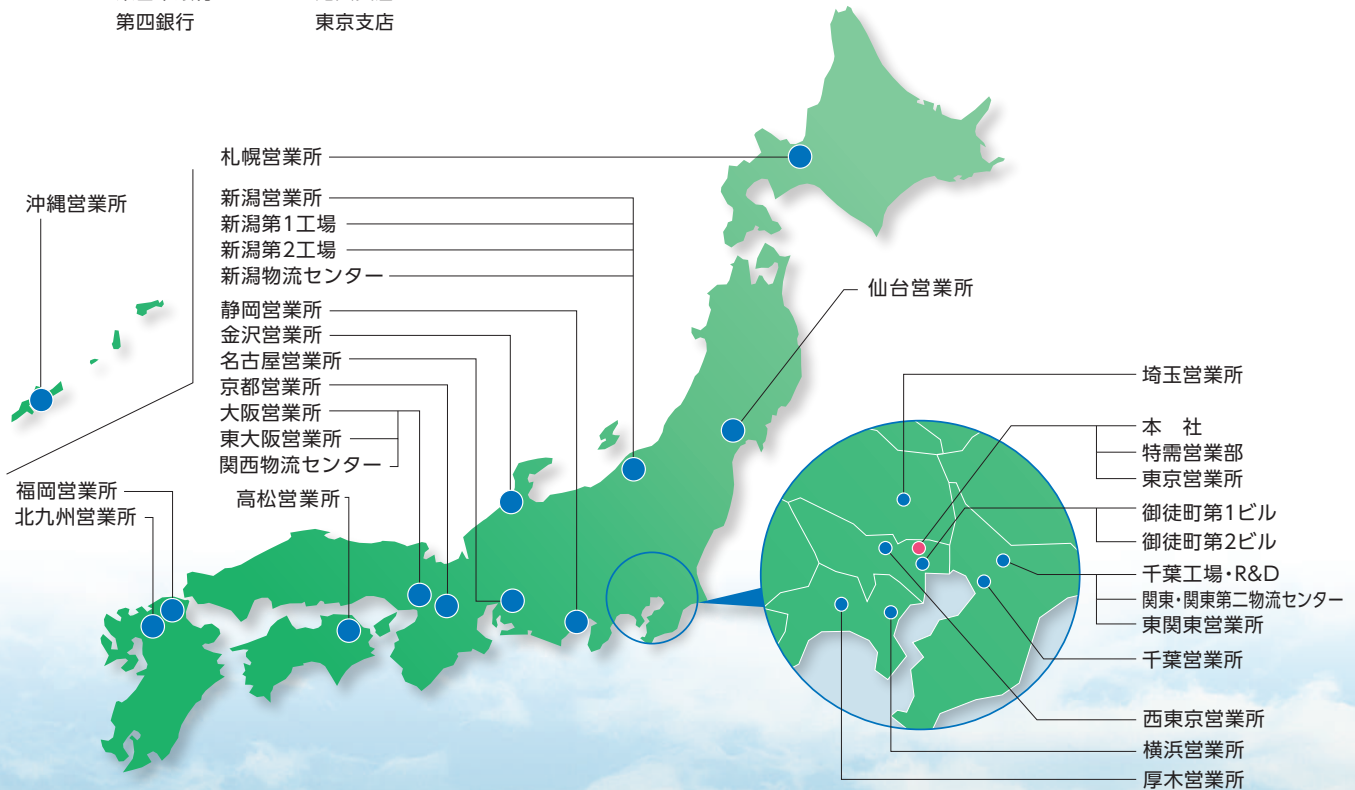 第四銀行 東京支店
札幌営業所
沖縄営業所
新潟営業所
新潟第1工場
新潟第2工場
新潟物流センター
仙台営業所
静岡営業所
金沢営業所
名古屋営業所
京都営業所
大阪営業所
東大阪営業所
関西物流センター
福岡営業所
北九州営業所
高松営業所
埼玉営業所
本　社
特需営業部
東京営業所
御徒町第1ビル
御徒町第2ビル
千葉工場・R&D
関東・関東第二物流センター
東関東営業所
千葉営業所
西東京営業所
横浜営業所
厚木営業所